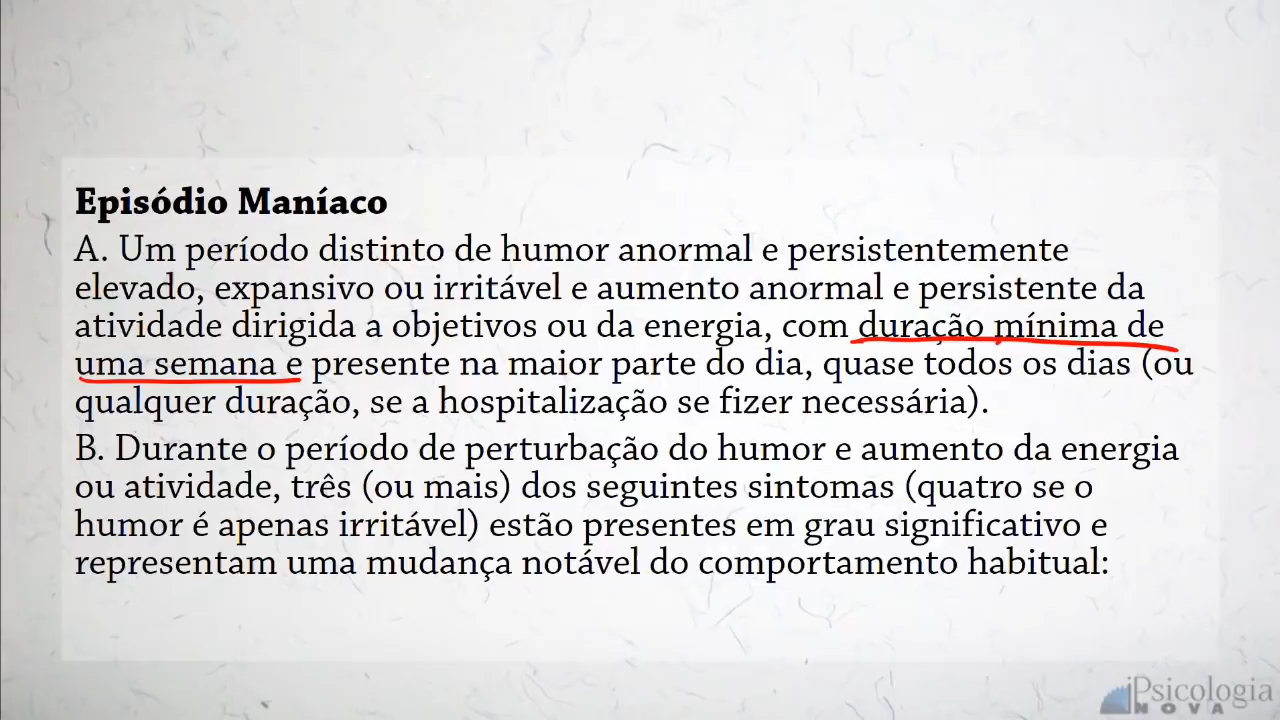 Episódio Maníaco
A. Um período distinto de humor anormal e persistentemente
elevado, expansivo ou irritável e aumento anormal e persistente da
atividade dirigida a objetivos ou da energia, com duração mínima de
uma semana e presente na maior parte do dia, quase todos os dias (ou
qualquer duração, se a hospitalização se fizer necessária).
B. Durante o período de perturbação do humor e aumento da energia
ou atividade, três (ou mais) dos seguintes sintomas (quatro se o
humor é apenas irritável) estão presentes em grau significativo e
representam uma mudança notável do comportamento habitual:
Psicologia
NOVA